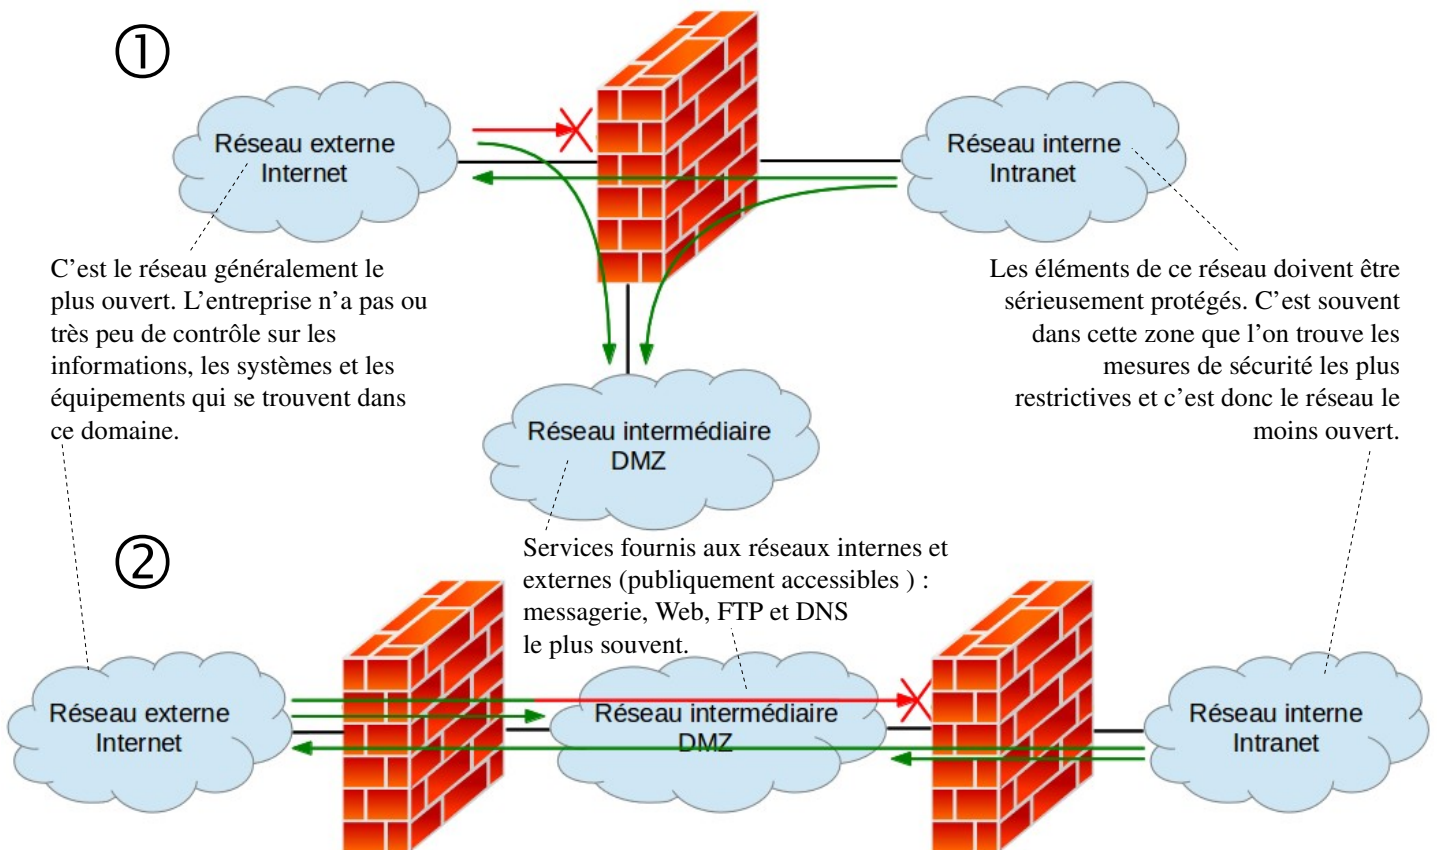 ①
Réseau externe
Internet
Réseau interne
Intranet
C’est le réseau généralement le
plus ouvert. L’entreprise n’a pas ou
très peu de contrôle sur les
informations, les systèmes et les
équipements qui se trouvent dans
ce domaine.
Les éléments de ce réseau doivent être
sérieusement protégés. C’est souvent
dans cette zone que l’on trouve les
mesures de sécurité les plus
restrictives et c’est donc le réseau le
moins ouvert.
Réseau intermédiaire
DMZ
Services fournis aux réseaux internes et
externes (publiquement accessibles ) :
messagerie, Web, FTP et DNS
le plus souvent.
②
Réseau externe
Internet
Réseau intermédiaire
DMZ
Réseau interne
Intranet